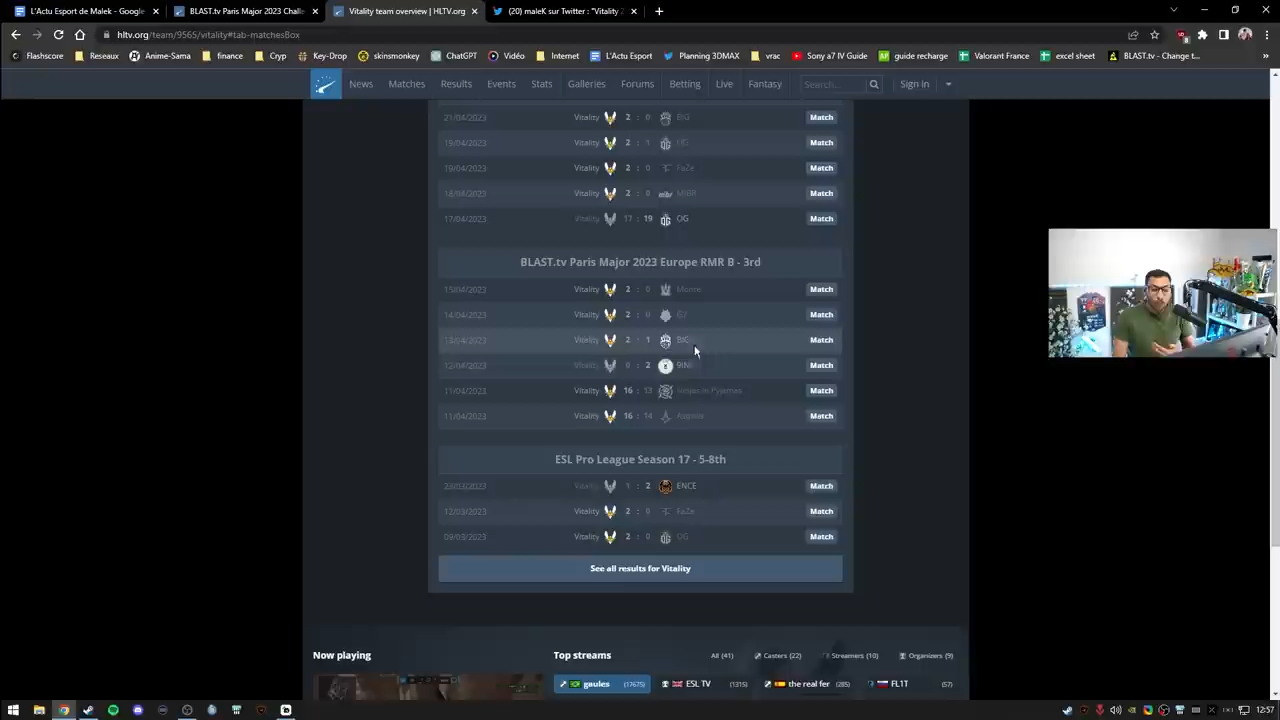 L'Actu Esport de Malek - Google
BLAST.tv Paris Major 2023 Challe
Vitality team overview | HLTV.org
(20) maleK sur Twitter : "Vitality 2
hltv.org/team/9565/vitality#tab-matchesBox
Flashscore Reseaux Anime-Sama finance Cryp Key-Drop skinsmonkey ChatGPT Vidéo Internet L'Actu Esport Planning 3DMAX vrac Sony a7 IV Guide guide recharge Valorant France excel sheet BLAST.tv - Change t...
News Matches Results Events Stats Galleries Forums Betting Live Fantasy Search... Sign in
21/04/2023 Vitality 2 : 0 BIG Match
19/04/2023 Vitality 2 : 1 Match
19/04/2023 Vitality 2 : 0 FaZe Match
18/04/2023 Vitality 2 : 0 MIBR Match
17/04/2023 Vitality 17 : 19 OG Match
BLAST.tv Paris Major 2023 Europe RMR B - 3rd
15/04/2023 Vitality 2 : 0 Monte Match
14/04/2023 Vitality 2 : 0 Match
13/04/2023 Vitality 2 : 1 BIG Match
12/04/2023 Vitality 0 : 2 9INE Match
11/04/2023 Vitality 16 : 13 Ninjas in Pyjamas Match
11/04/2023 Vitality 16 : 14 Apeks Match
ESL Pro League Season 17 - 5-8th
23/03/2023 Vitality 1 : 2 ENCE Match
12/03/2023 Vitality 2 : 0 FaZe Match
09/03/2023 Vitality 2 : 0 OG Match
See all results for Vitality
Now playing
Top streams All (41) Casters (22) Streamers (10) Organizers (9)
gaules (17675) ESL TV (1315) the real fer (285) FL1T (57)
12:57